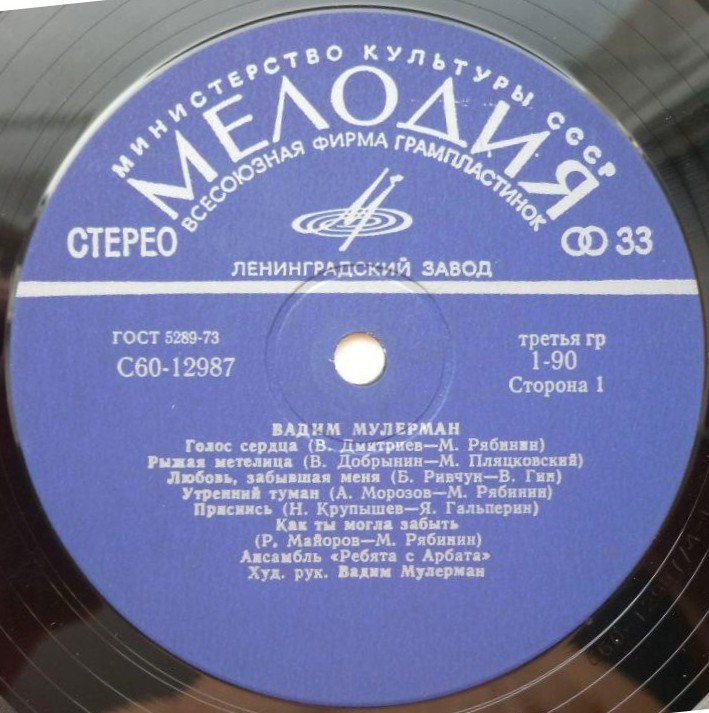 МИНИСТЕРСТВО КУЛЬТУРЫ СССР
МЕЛОДИЯ
ВСЕСОЮЗНАЯ ФИРМА ГРАМПЛАСТИНОК
СТЕРЕО
33
ЛЕНИНГРАДСКИЙ ЗАВОД
ГОСТ 5289-73
третья гр
С60-12987
1-90
Сторона 1
ВАДИМ МУЛЕРМАН
Голос сердца (В. Дмитриев—М. Рябинин)
Рыжая метелица (В. Добрынин—М. Пляцковский)
Любовь, забывшая меня (Б. Ривчун—В. Гин)
Утренний туман (А. Морозов—М. Рябинин)
Приснись (Н. Крупышев—Я. Гальперин)
Как ты могла забыть
(Р. Майоров—М. Рябинин)
Ансамбль «Ребята с Арбата»
Худ. рук. Вадим Мулерман